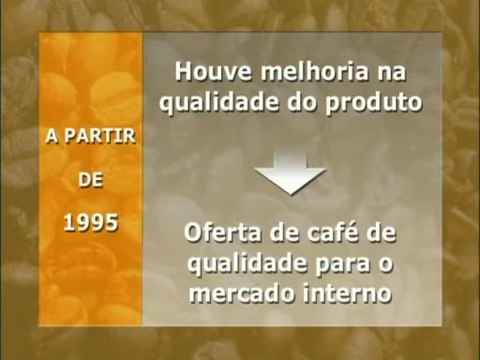 A PARTIR
DE
1995
Houve melhoria na
qualidade do produto
Oferta de café de
qualidade para o
mercado interno